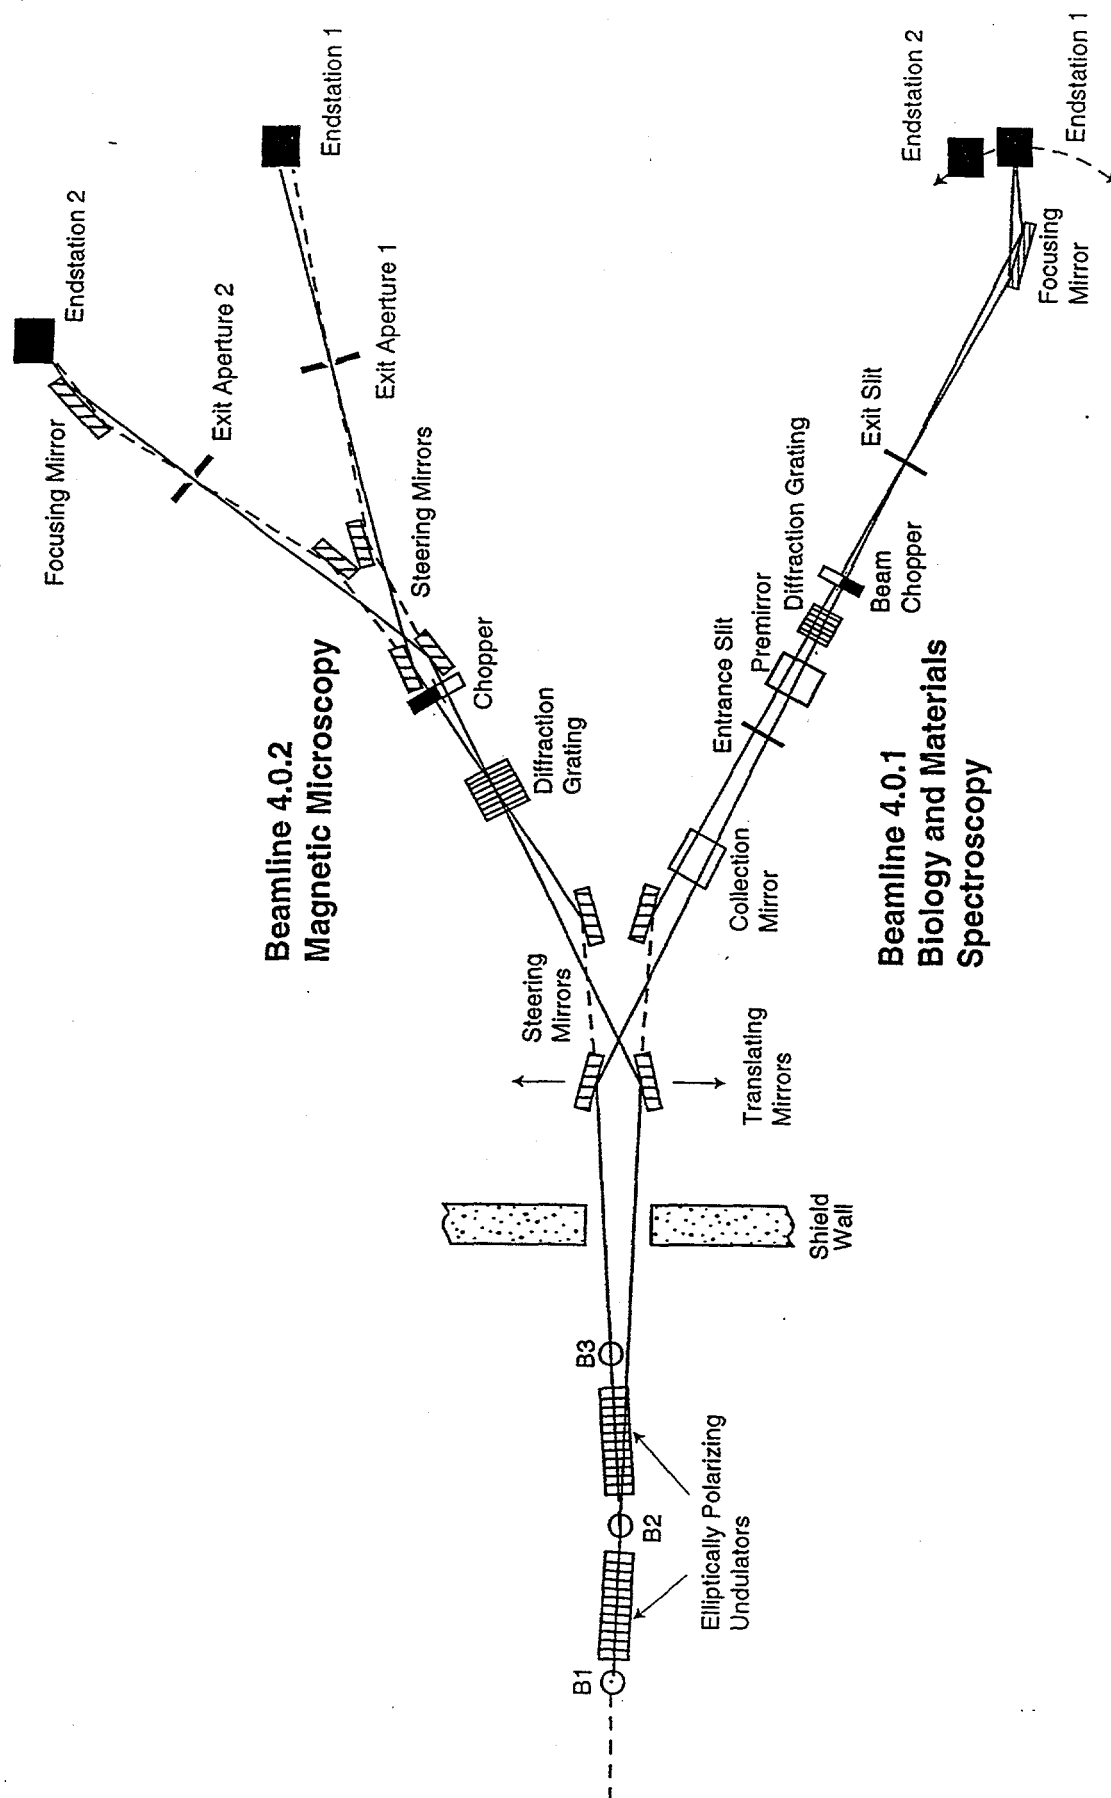 Endstation 2
Endstation 1
Focusing Mirror
Exit Aperture 2
Exit Aperture 1
Steering Mirrors
Beamline 4.0.2
Magnetic Microscopy
Chopper
Diffraction
Grating
Steering
Mirrors
B1
B2
B3
Elliptically Polarizing
Undulators
Shield
Wall
Translating
Mirrors
Collection
Mirror
Entrance Slit
Premirror
Diffraction Grating
Beam
Chopper
Exit Slit
Focusing
Mirror
Endstation 2
Endstation 1
Beamline 4.0.1
Biology and Materials
Spectroscopy